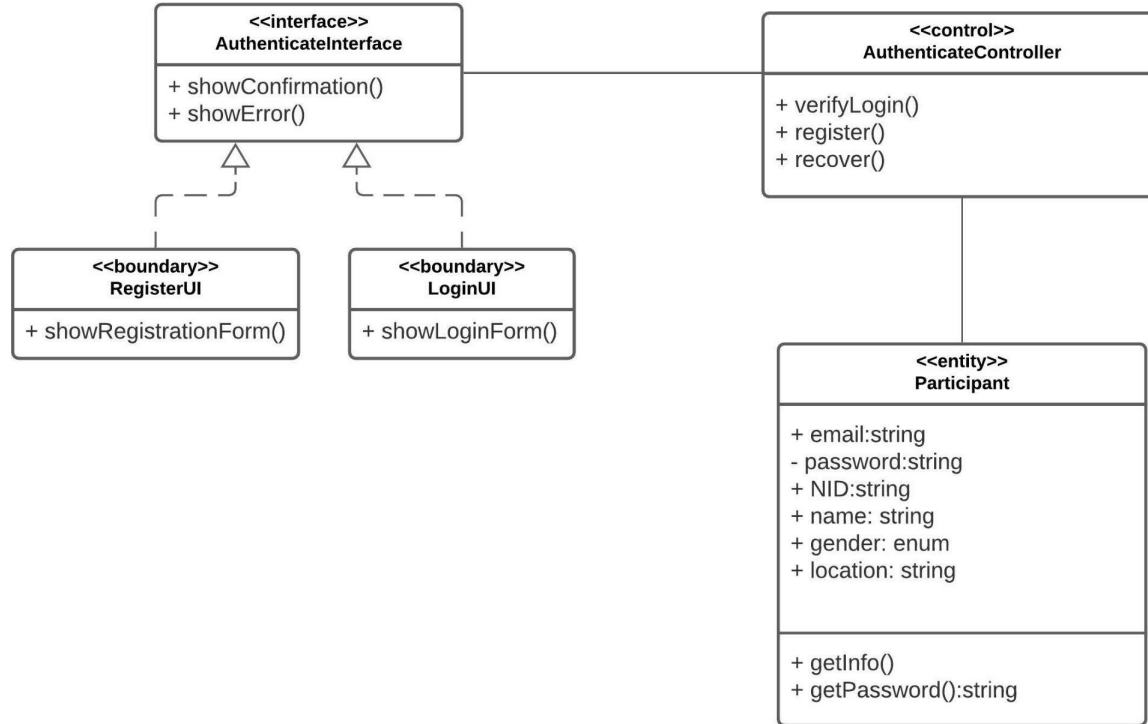 <<interface>>
AuthenticateInterface
+ showConfirmation()
+ showError()
<<control>>
AuthenticateController
+ verifyLogin()
+ register()
+ recover()
<<boundary>>
RegisterUI
+ showRegistrationForm()
<<boundary>>
LoginUI
+ showLoginForm()
<<entity>>
Participant
+ email:string
- password:string
+ NID:string
+ name: string
+ gender: enum
+ location: string
+ getInfo()
+ getPassword():string